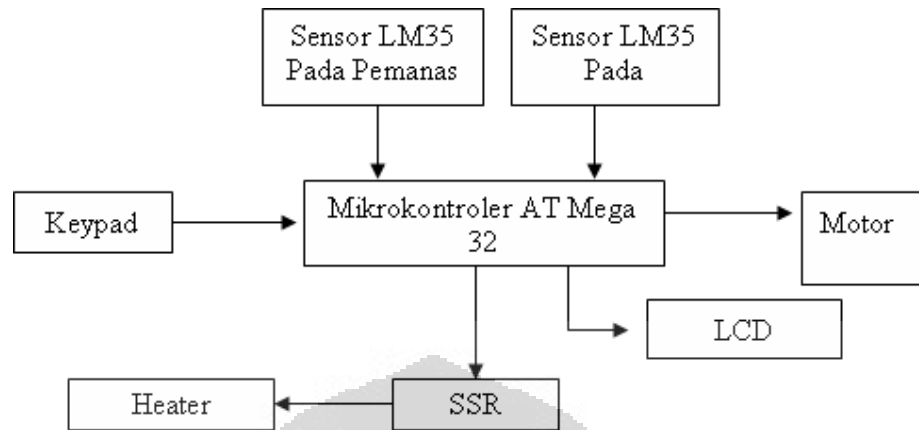 Sensor LM35
Pada Pemanas
Sensor LM35
Pada
Keypad
Mikrokontroler AT Mega
32
Motor
LCD
Heater
SSR